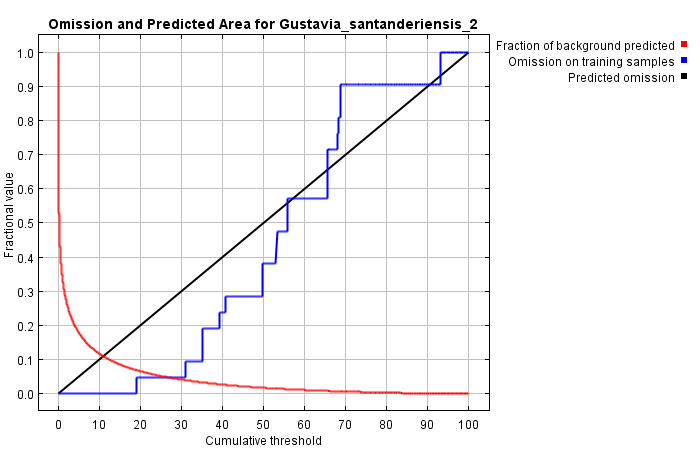 Omission and Predicted Area for Gustavia_santanderiensis_2
Fraction of background predicted
Omission on training samples
Predicted omission
Fractional value
1.0
0.9
0.8
0.7
0.6
0.5
0.4
0.3
0.2
0.1
0.0
0 10 20 30 40 50 60 70 80 90 100
Cumulative threshold